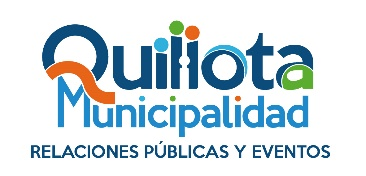 Quillota
Municipalidad
RELACIONES PÚBLICAS Y EVENTOS